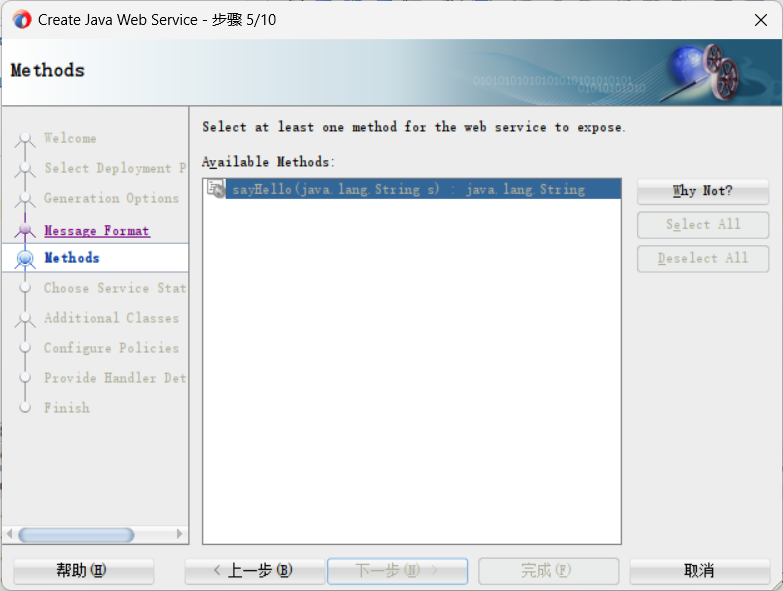 Create Java Web Service - 步骤 5/10
Methods
010101010101010101010101
01010101010
Welcome
Select Deployment P
Generation Options
Message Format
Methods
Choose Service Stat
Additional Classes
Configure Policies
Provide Handler Det
Finish
Select at least one method for the web service to expose.
Available Methods:
sayHello(java.lang.String s) : java.lang.String
Why Not?
Select All
Deselect All
帮助(H)
< 上一步(B)
下一步(N) >
完成(F)
取消